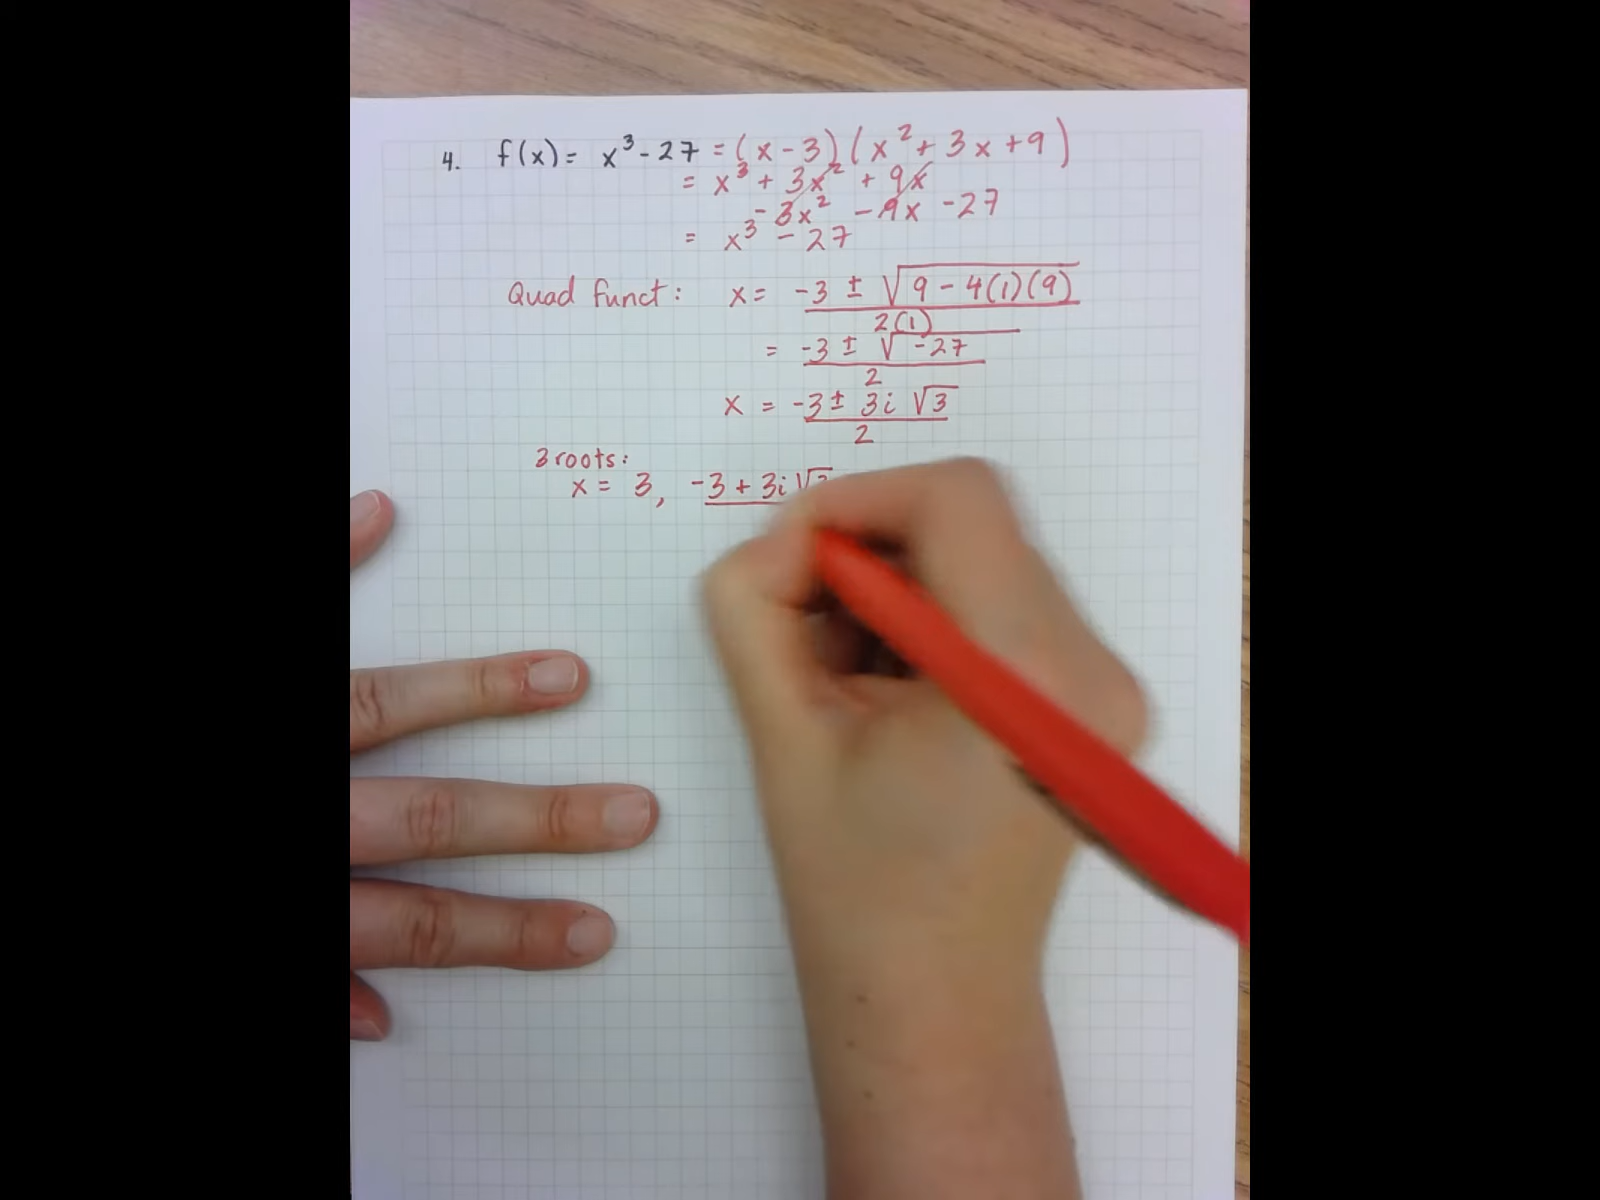 4. f(x) = x³ - 27 = (x - 3)(x² + 3x + 9)
= x³ + 3x² + 9x
- 3x² - 9x - 27
= x³ - 27
Quad funct: x = -3 ± √9 - 4(1)(9)
2(1)
= -3 ± √-27
2
x = -3 ± 3i √3
2
3 roots:
x = 3, -3 + 3i √3